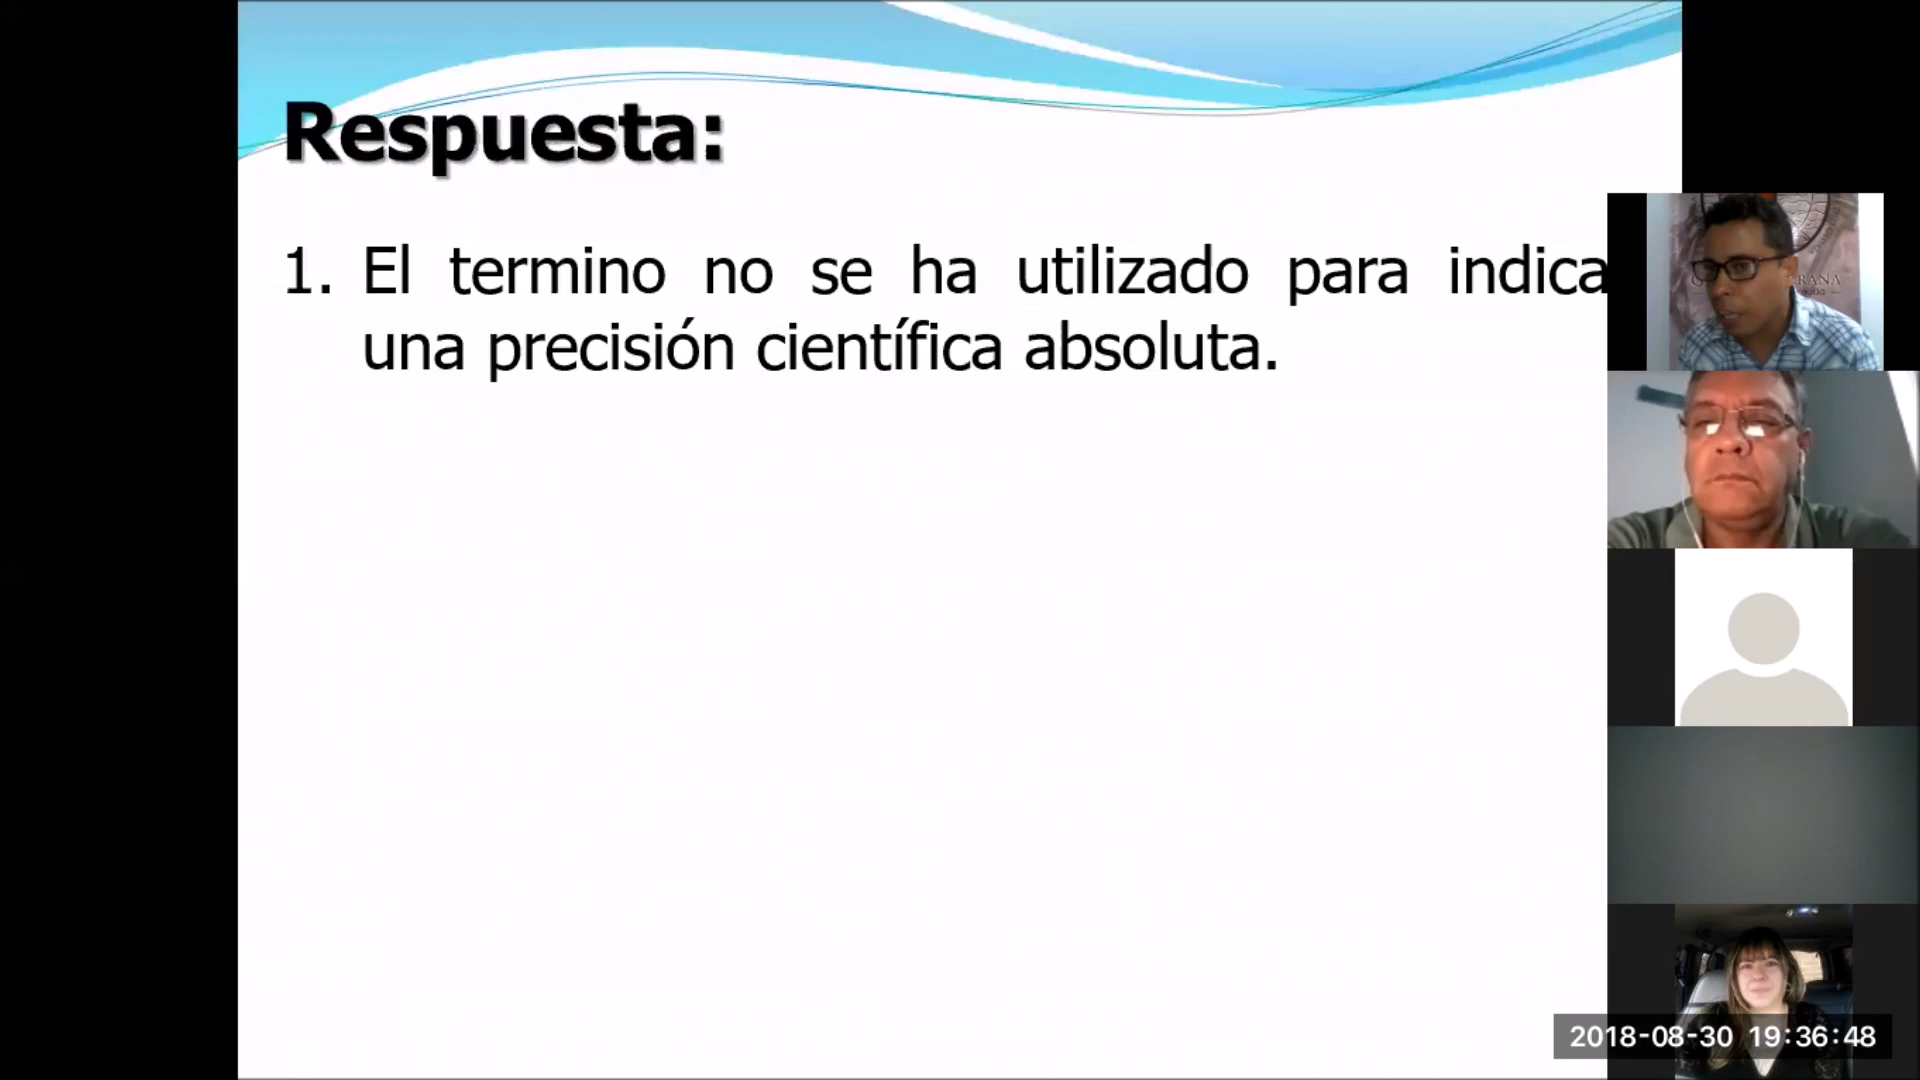 Respuesta:
1. El termino no se ha utilizado para indica
una precisión científica absoluta.
RANA
2018-08-30 19:36:48